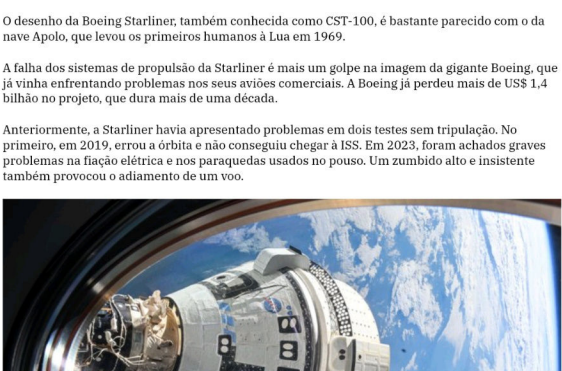 O desenho da Boeing Starliner, também conhecida como CST-100, é bastante parecido com o da
nave Apolo, que levou os primeiros humanos à Lua em 1969.
A falha dos sistemas de propulsão da Starliner é mais um golpe na imagem da gigante Boeing, que
já vinha enfrentando problemas nos seus aviões comerciais. A Boeing já perdeu mais de US$ 1,4
bilhão no projeto, que dura mais de uma década.
Anteriormente, a Starliner havia apresentado problemas em dois testes sem tripulação. No
primeiro, em 2019, errou a órbita e não conseguiu chegar à ISS. Em 2023, foram achados graves
problemas na fiação elétrica e nos paraquedas usados no pouso. Um zumbido alto e insistente
também provocou o adiamento de um voo.